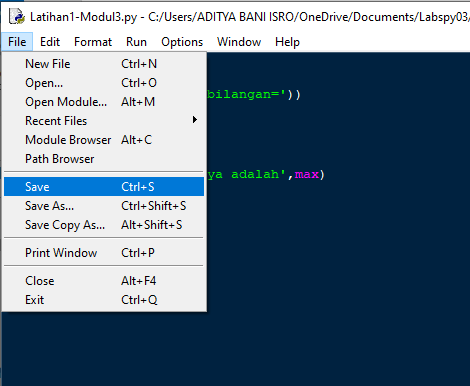 Latihan1-Modul3.py - C:/Users/ADITYA BANI ISRO/OneDrive/Documents/Labspy03/
File Edit Format Run Options Window Help
New File Ctrl+N
Open... Ctrl+O
bilangan='))
Open Module... Alt+M
Recent Files
Module Browser Alt+C
Path Browser
ya adalah',max)
Save Ctrl+S
Save As... Ctrl+Shift+S
Save Copy As... Alt+Shift+S
Print Window Ctrl+P
Close Alt+F4
Exit Ctrl+Q